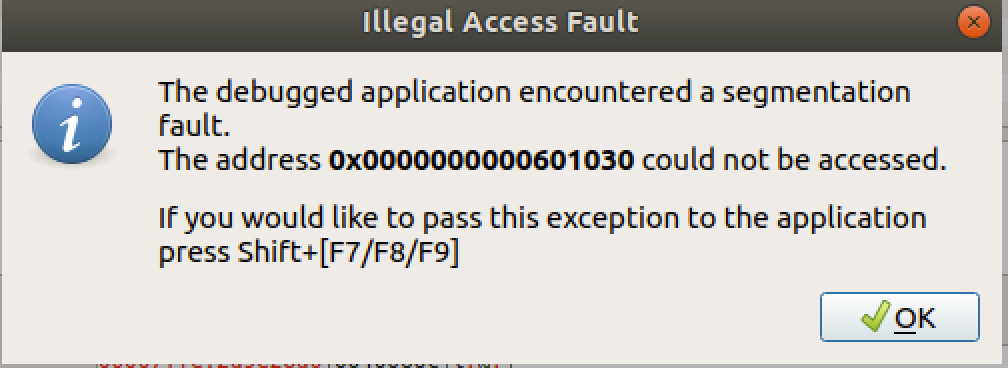 Illegal Access Fault
The debugged application encountered a segmentation
fault.
The address 0x0000000000601030 could not be accessed.
If you would like to pass this exception to the application
press Shift+[F7/F8/F9]
OK